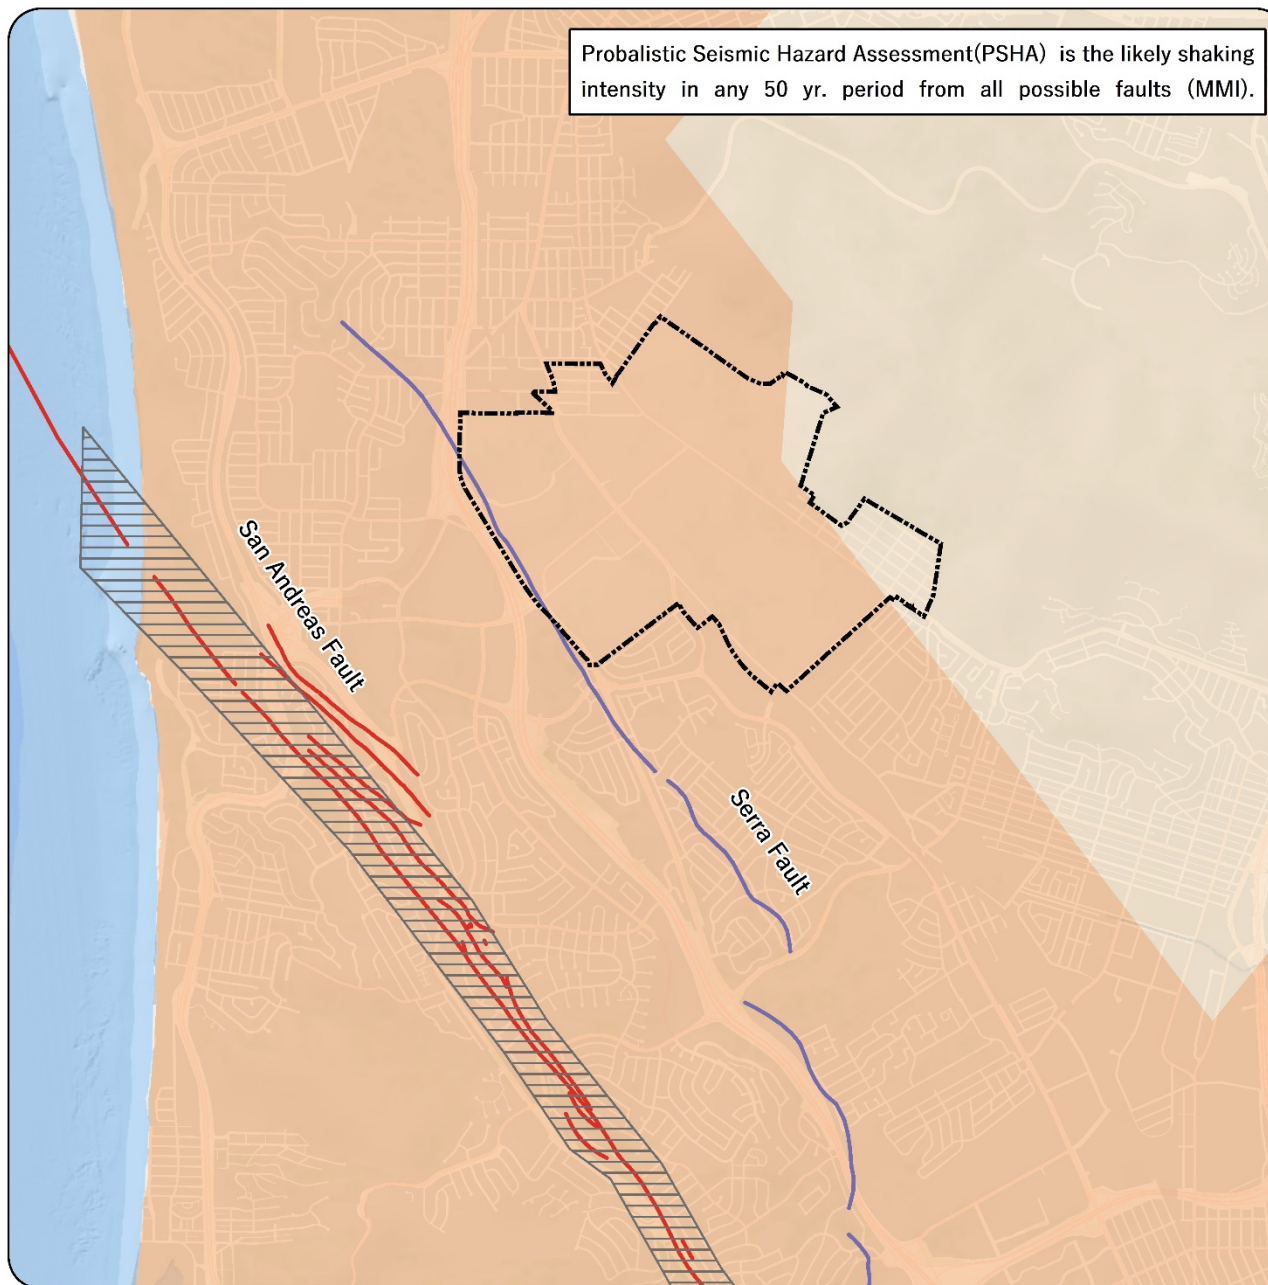 Probalistic Seismic Hazard Assessment(PSHA) is the likely shaking
intensity in any 50 yr. period from all possible faults (MMI).
San Andreas Fault
Serra Fault